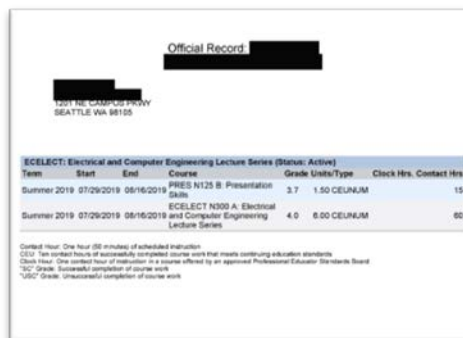 Official Record:
1201 NE CAMPUS PKWY
SEATTLE WA 98105
ECELECT: Electrical and Computer Engineering Lecture Series (Status: Active)
Term Start End Course Grade Units/Type Clock Hrs. Contact Hrs
Summer 2019 07/29/2019 08/16/2019 PRES N125 B: Presentation Skills 3.7 1.50 CEUNUM 15
Summer 2019 07/29/2019 08/16/2019 ECELECT N300 A: Electrical and Computer Engineering Lecture Series 4.0 6.00 CEUNUM 60
Contact Hour: One hour (50 minutes) of scheduled instruction
CEU: Ten contact hours of successfully completed course work that meets continuing education standards
Clock Hour: One contact hour of instruction in a course offered by an approved Professional Educator Standards Board
"SC" Grade: Successful completion of course work
"USC" Grade: Unsuccessful completion of course work